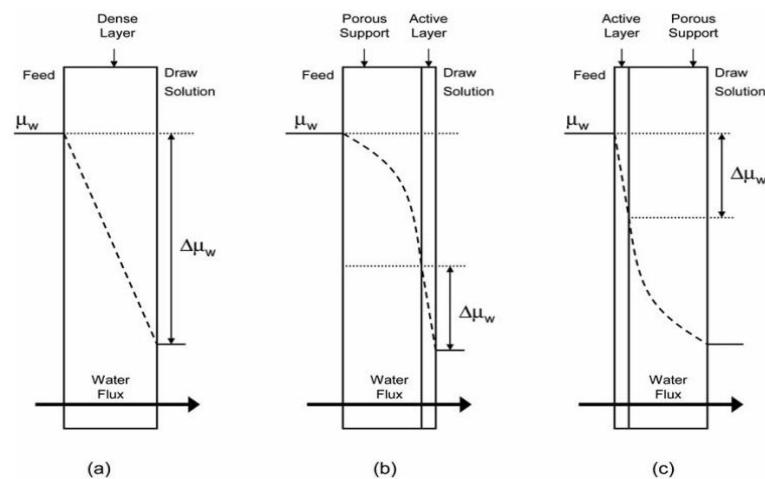 Dense
Layer
Feed
Draw
Solution
μw
Δμw
Water
Flux
(a)
Porous
Support
Active
Layer
Feed
Draw
Solution
μw
Δμw
Water
Flux
(b)
Active
Layer
Porous
Support
Feed
Draw
Solution
μw
Δμw
Water
Flux
(c)